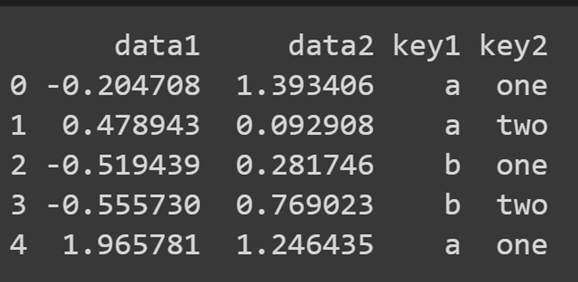 data1 data2 key1 key2
0 -0.204708 1.393406 a one
1 0.478943 0.092908 a two
2 -0.519439 0.281746 b one
3 -0.555730 0.769023 b two
4 1.965781 1.246435 a one